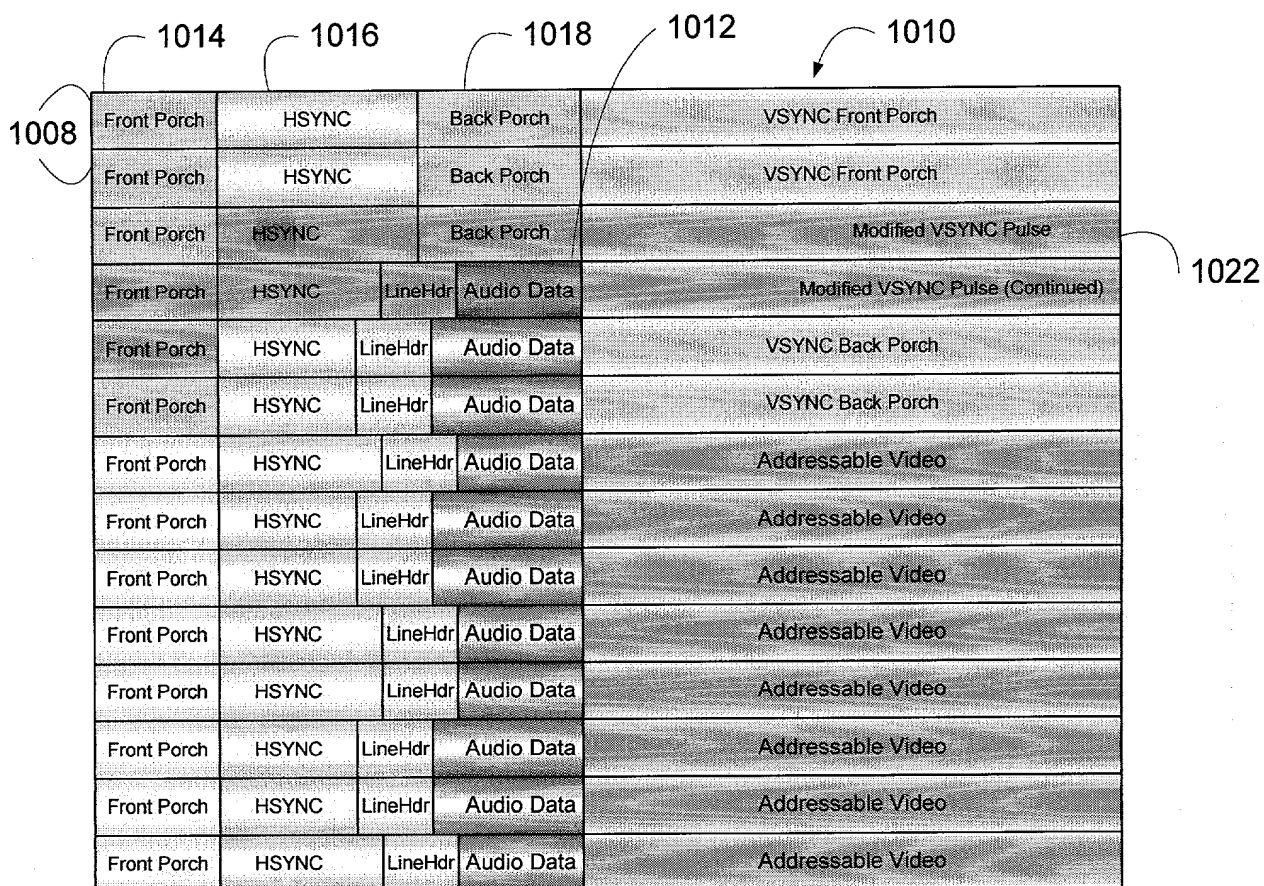 1014 1016 1018 1012 1010
1008
Front Porch HSYNC Back Porch VSYNC Front Porch
Front Porch HSYNC Back Porch VSYNC Front Porch
Front Porch HSYNC Back Porch Modified VSYNC Pulse
1022
Front Porch HSYNC LineHdr Audio Data Modified VSYNC Pulse (Continued)
Front Porch HSYNC LineHdr Audio Data VSYNC Back Porch
Front Porch HSYNC LineHdr Audio Data VSYNC Back Porch
Front Porch HSYNC LineHdr Audio Data Addressable Video
Front Porch HSYNC LineHdr Audio Data Addressable Video
Front Porch HSYNC LineHdr Audio Data Addressable Video
Front Porch HSYNC LineHdr Audio Data Addressable Video
Front Porch HSYNC LineHdr Audio Data Addressable Video
Front Porch HSYNC LineHdr Audio Data Addressable Video
Front Porch HSYNC LineHdr Audio Data Addressable Video
Front Porch HSYNC LineHdr Audio Data Addressable Video